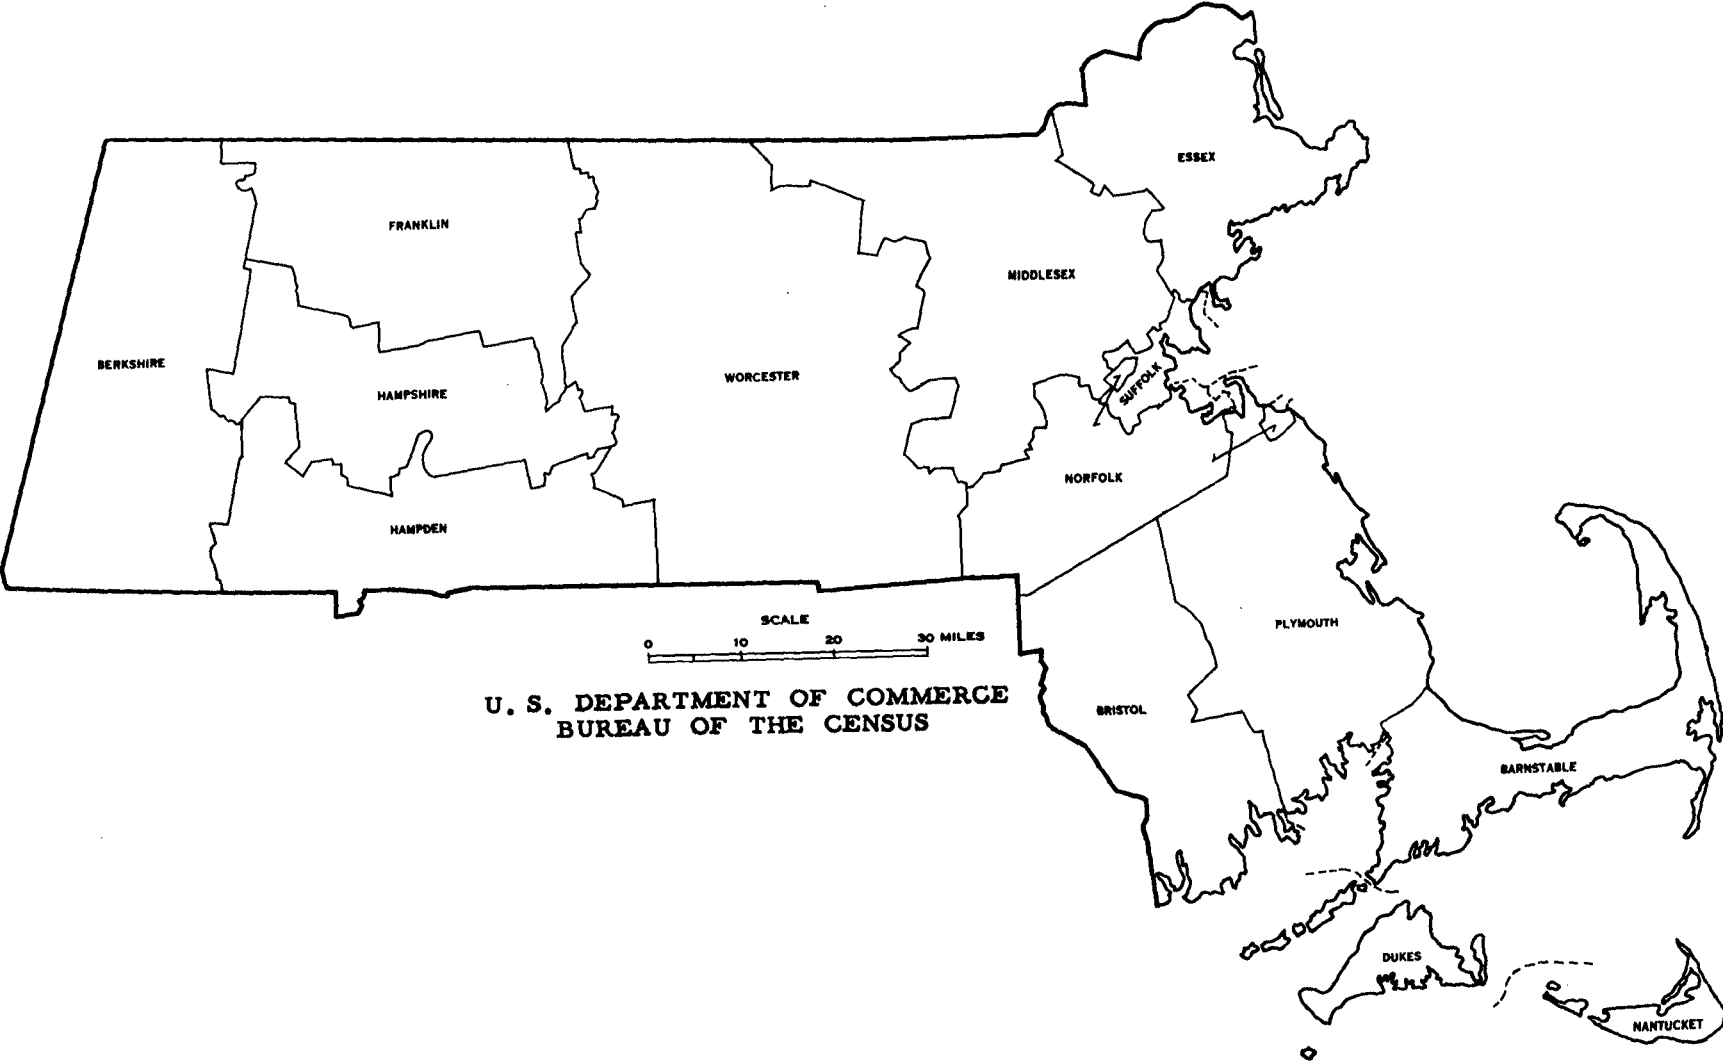 ESSEX
FRANKLIN
MIDDLESEX
BERKSHIRE
WORCESTER
SUFFOLK
HAMPSHIRE
NORFOLK
HAMPDEN
SCALE
0 10 20 30 MILES
PLYMOUTH
U. S. DEPARTMENT OF COMMERCE
BUREAU OF THE CENSUS
BRISTOL
BARNSTABLE
DUKES
NANTUCKET